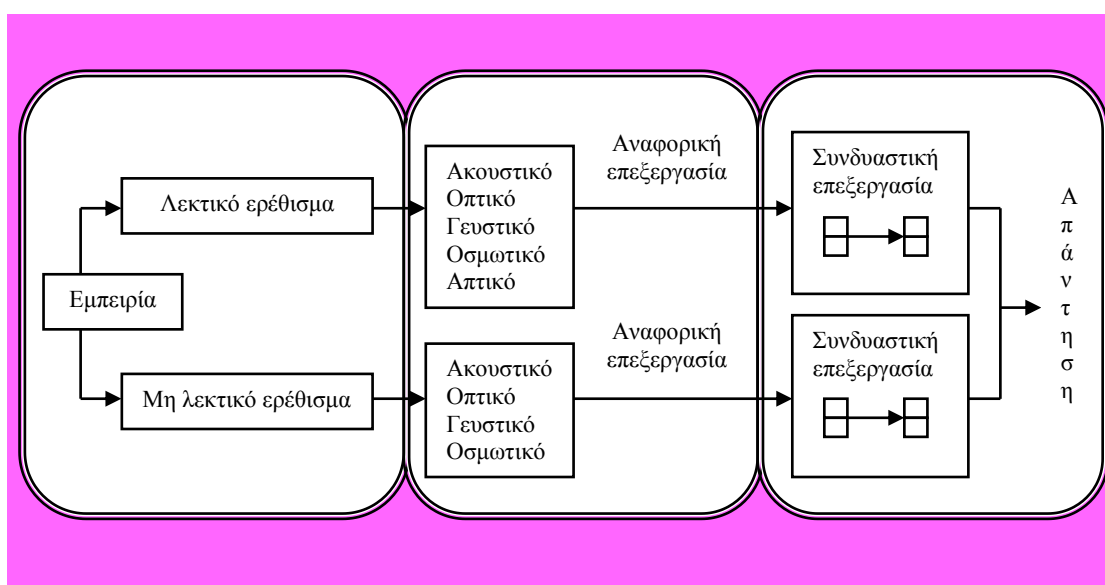 Εμπειρία
Λεκτικό ερέθισμα
Μη λεκτικό ερέθισμα
Ακουστικό
Οπτικό
Γευστικό
Οσμωτικό
Απτικό
Ακουστικό
Οπτικό
Γευστικό
Οσμωτικό
Αναφορική
επεξεργασία
Αναφορική
επεξεργασία
Συνδυαστική
επεξεργασία
Συνδυαστική
επεξεργασία
Απάντηση